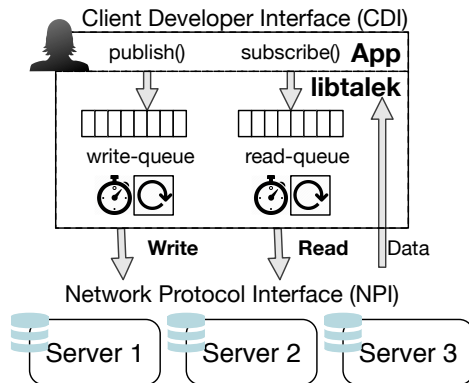 Client Developer Interface (CDI)
publish() subscribe() App
libtalek
write-queue read-queue
Write Read Data
Network Protocol Interface (NPI)
Server 1 Server 2 Server 3